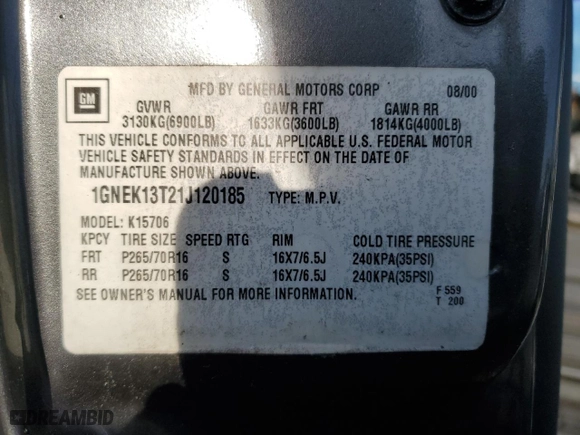 GM
MFD BY GENERAL MOTORS CORP 08/00
GVWR GAWR FRT GAWR RR
3130KG(6900LB) 1633KG(3600LB) 1814KG(4000LB)
THIS VEHICLE CONFORMS TO ALL APPLICABLE U.S. FEDERAL MOTOR
VEHICLE SAFETY STANDARDS IN EFFECT ON THE DATE OF
MANUFACTURE SHOWN ABOVE.
1GNEK13T21J120185 TYPE: M.P.V.
MODEL: K15706
KPCY TIRE SIZE SPEED RTG RIM COLD TIRE PRESSURE
FRT P265/70R16 S 16X7/6.5J 240KPA(35PSI)
RR P265/70R16 S 16X7/6.5J 240KPA(35PSI)
SEE OWNER'S MANUAL FOR MORE INFORMATION.
F 559
T 200
DREAMBID